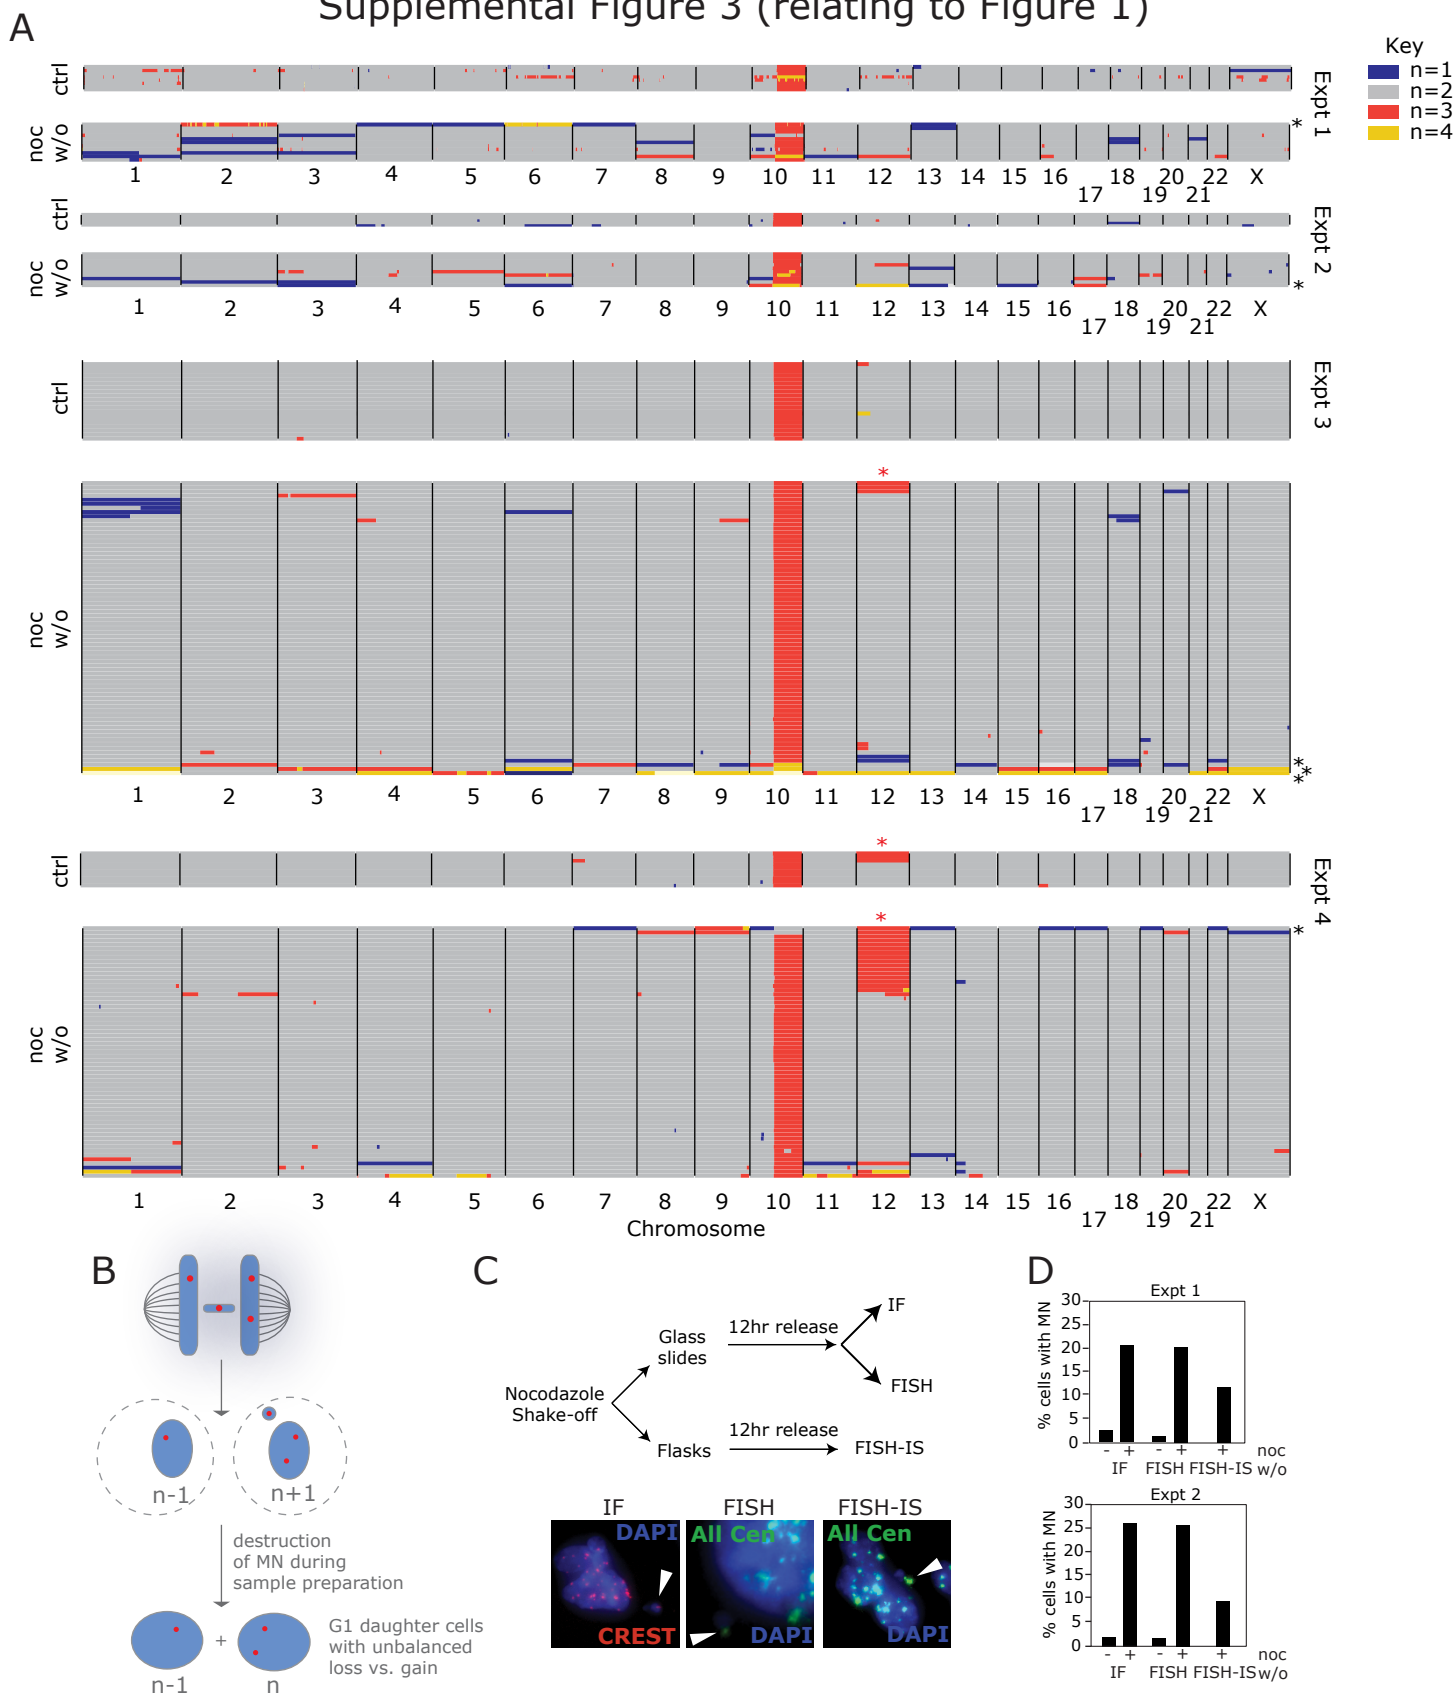 Supplemental Figure 3 (relating to Figure 1)
A
Key
n=1
n=2
n=3
n=4
ctrl
Expt 1
noc
w/o
*
1 2 3 4 5 6 7 8 9 10 11 12 13 14 15 16 17 18 19 20 21 22 X
ctrl
Expt 2
noc
w/o
*
1 2 3 4 5 6 7 8 9 10 11 12 13 14 15 16 17 18 19 20 21 22 X
ctrl
Expt 3
*
noc
w/o
*
*
*
1 2 3 4 5 6 7 8 9 10 11 12 13 14 15 16 17 18 19 20 21 22 X
*
ctrl
Expt 4
*
noc
w/o
*
1 2 3 4 5 6 7 8 9 10 11 12 13 14 15 16 17 18 19 20 21 22 X
Chromosome
B
n-1
n+1
destruction
of MN during
sample preparation
+
G1 daughter cells
with unbalanced
loss vs. gain
n-1
n
C
Nocodazole
Shake-off
Glass
slides
12hr release
IF
FISH
Flasks
12hr release
FISH-IS
IF
FISH
FISH-IS
DAPI
CREST
All Cen
DAPI
All Cen
DAPI
D
Expt 1
% cells with MN
30
25
20
15
10
5
0
- + - + + noc
IF FISH FISH-IS w/o
Expt 2
% cells with MN
30
25
20
15
10
5
0
- + - + + noc
IF FISH FISH-IS w/o